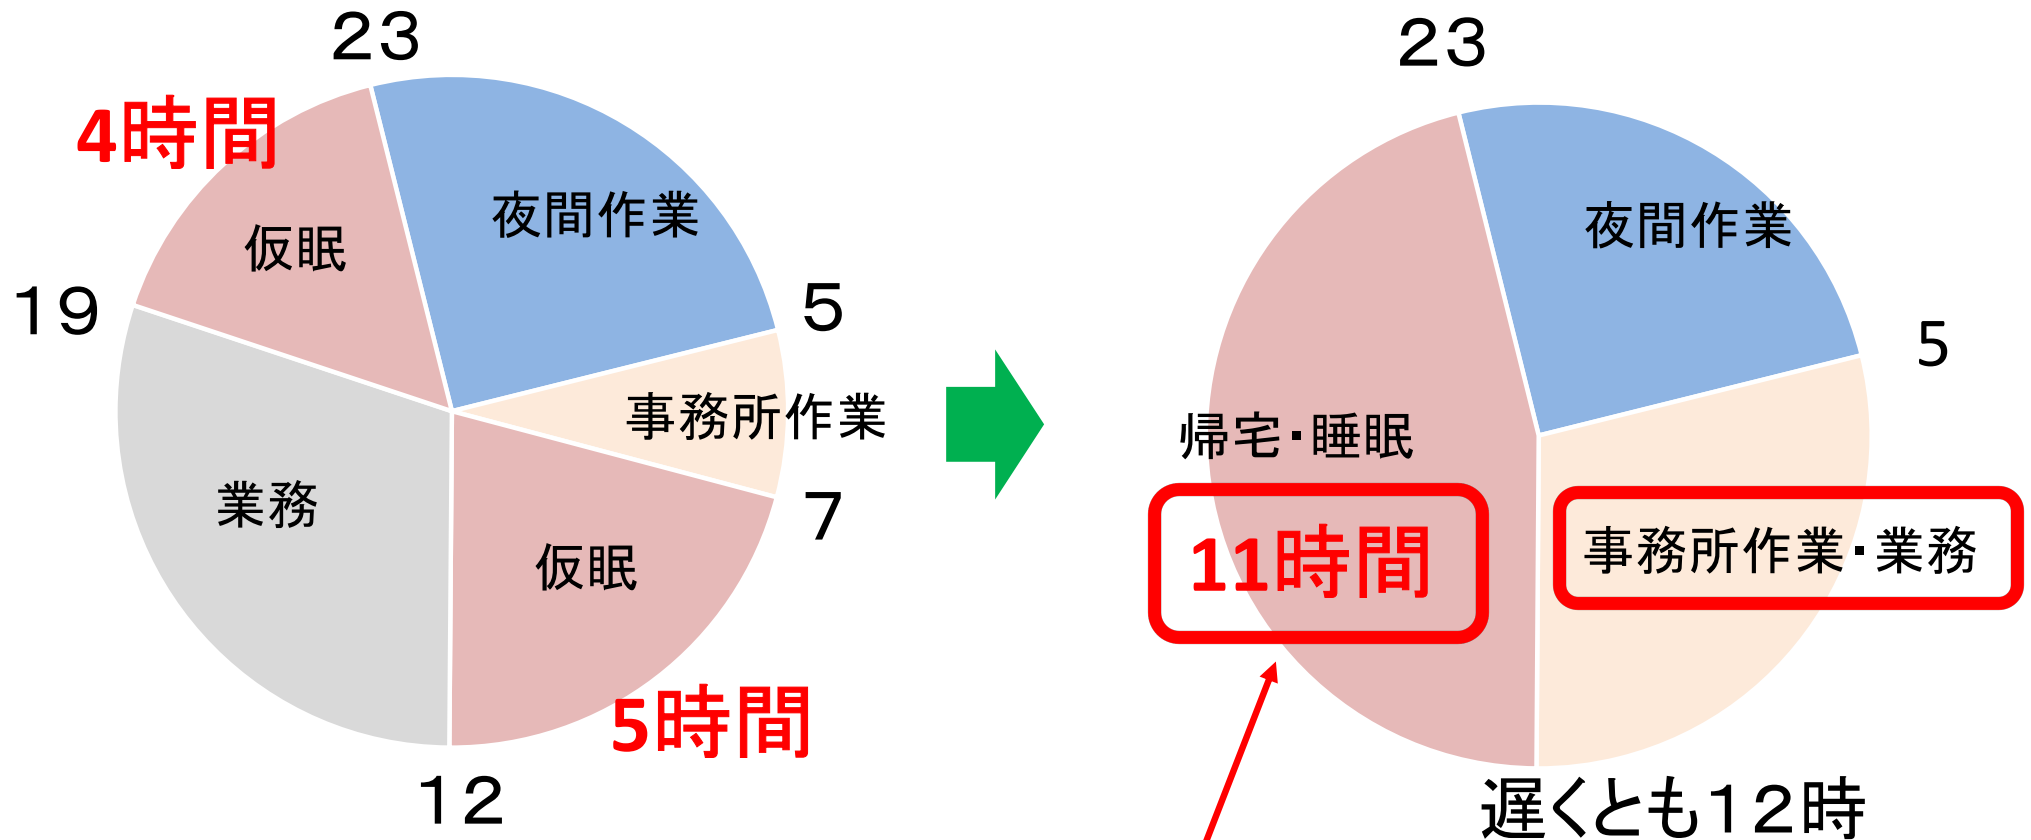 ２３
4時間
夜間作業
仮眠
１９
５
事務所作業
業務
７
仮眠
5時間
１２
２３
夜間作業
5
帰宅・睡眠
11時間
事務所作業・業務
遅くとも１２時